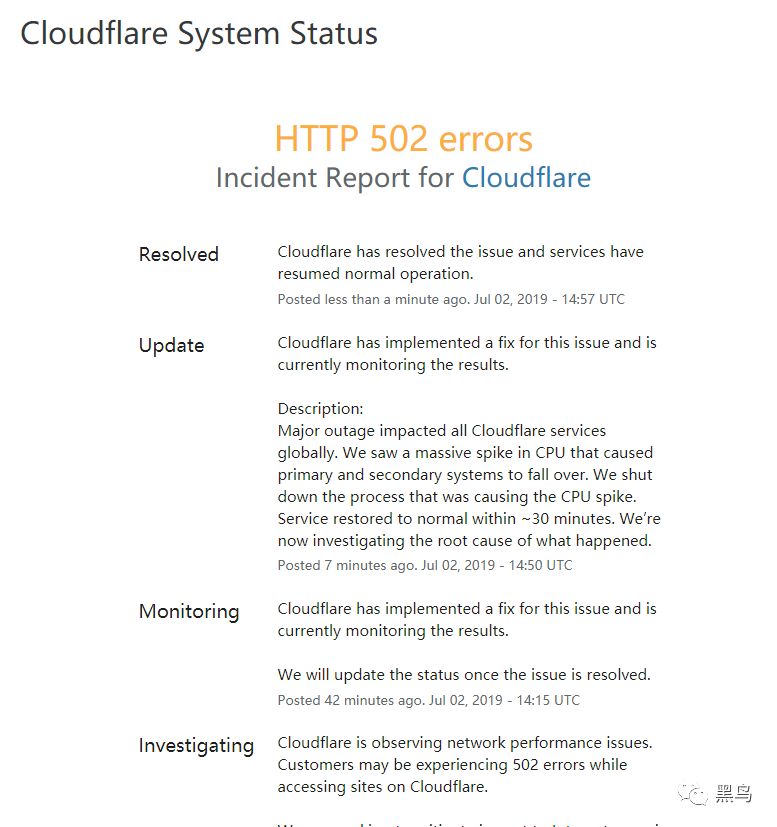 Cloudflare System Status
HTTP 502 errors
Incident Report for Cloudflare
Resolved
Cloudflare has resolved the issue and services have
resumed normal operation.
Posted less than a minute ago. Jul 02, 2019 - 14:57 UTC
Update
Cloudflare has implemented a fix for this issue and is
currently monitoring the results.
Description:
Major outage impacted all Cloudflare services
globally. We saw a massive spike in CPU that caused
primary and secondary systems to fall over. We shut
down the process that was causing the CPU spike.
Service restored to normal within ~30 minutes. We’re
now investigating the root cause of what happened.
Posted 7 minutes ago. Jul 02, 2019 - 14:50 UTC
Monitoring
Cloudflare has implemented a fix for this issue and is
currently monitoring the results.
We will update the status once the issue is resolved.
Posted 42 minutes ago. Jul 02, 2019 - 14:15 UTC
Investigating
Cloudflare is observing network performance issues.
Customers may be experiencing 502 errors while
accessing sites on Cloudflare.
黑鸟